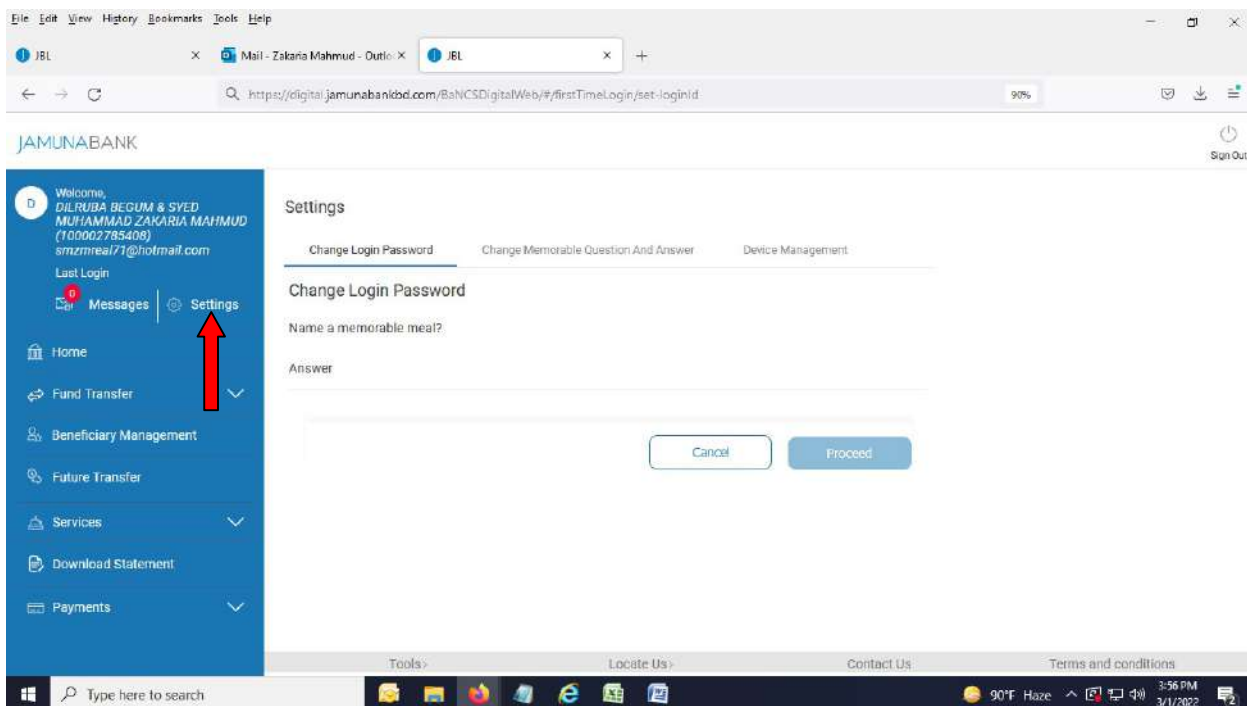 File Edit View History Bookmarks Tools Help
JBL
Mail - Zakaria Mahmud - Outlo
JBL
https://digital.jamunabankbd.com/BaNCSDigitalWeb/#/firstTimeLogin/set-loginId
90%
JAMUNABANK
Sign Out
D
Welcome,
DILRUBA BEGUM & SYED
MUHAMMAD ZAKARIA MAHMUD
(100002785408)
smzmreal71@hotmail.com
Last Login
0
Messages
Settings
Home
Fund Transfer
Beneficiary Management
Future Transfer
Services
Download Statement
Payments
Settings
Change Login Password Change Memorable Question And Answer Device Management
Change Login Password
Name a memorable meal?
Answer
Cancel Proceed
Tools› Locate Us› Contact Us Terms and conditions
Type here to search
90°F Haze
3:56 PM
3/1/2022
2